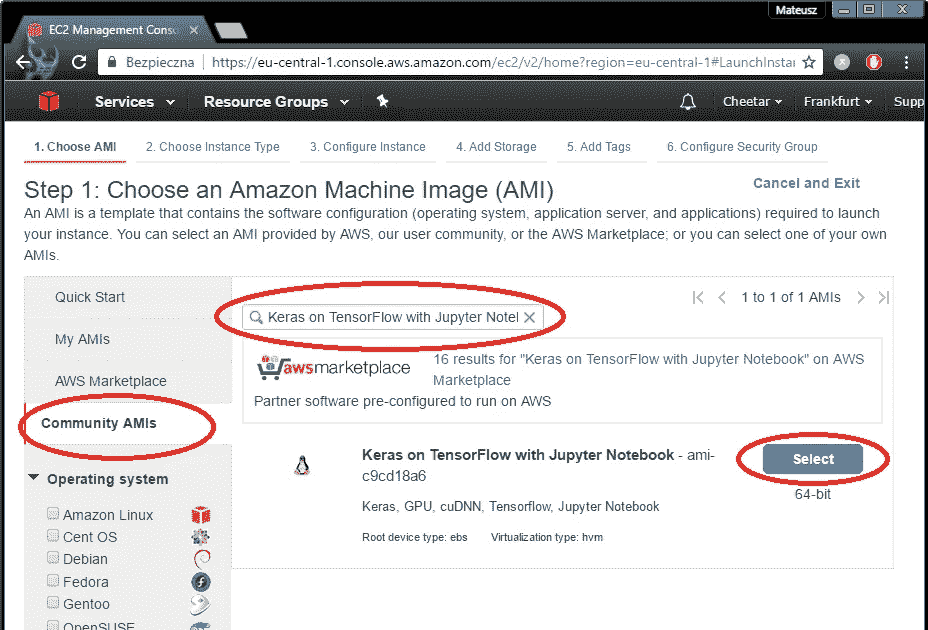 Mateusz
EC2 Management Conso
Bezpieczna https://eu-central-1.console.aws.amazon.com/ec2/v2/home?region=eu-central-1#LaunchInstar
Services Resource Groups Cheetar Frankfurt Supp
1. Choose AMI 2. Choose Instance Type 3. Configure Instance 4. Add Storage 5. Add Tags 6. Configure Security Group
Step 1: Choose an Amazon Machine Image (AMI)
Cancel and Exit
An AMI is a template that contains the software configuration (operating system, application server, and applications) required to launch
your instance. You can select an AMI provided by AWS, our user community, or the AWS Marketplace; or you can select one of your own
AMIs.
Quick Start
My AMIs
AWS Marketplace
Community AMIs
Operating system
Amazon Linux
Cent OS
Debian
Fedora
Gentoo
OpenSUSE
Keras on TensorFlow with Jupyter Notel
1 to 1 of 1 AMIs
aws marketplace
16 results for "Keras on TensorFlow with Jupyter Notebook" on AWS
Marketplace
Partner software pre-configured to run on AWS
Keras on TensorFlow with Jupyter Notebook - ami-
c9cd18a6
Keras, GPU, cuDNN, Tensorflow, Jupyter Notebook
Root device type: ebs Virtualization type: hvm
Select
64-bit